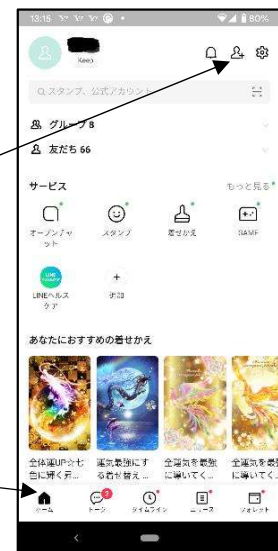 13:15
80%
Keep
スタンプ、公式アカウント
グループ 8
友だち 66
サービス
もっと見る
オープンチャット
スタンプ
着せかえ
GAME
LINEヘルスケア
追加
あなたにおすすめの着せかえ
全体運UP☆七色に輝く昇...
運気最強にする着せ替え...
全運気を最強に導いてく...
全運気を最強に導いてく
ホーム
トーク
3
タイムライン
ニュース
ウォレット